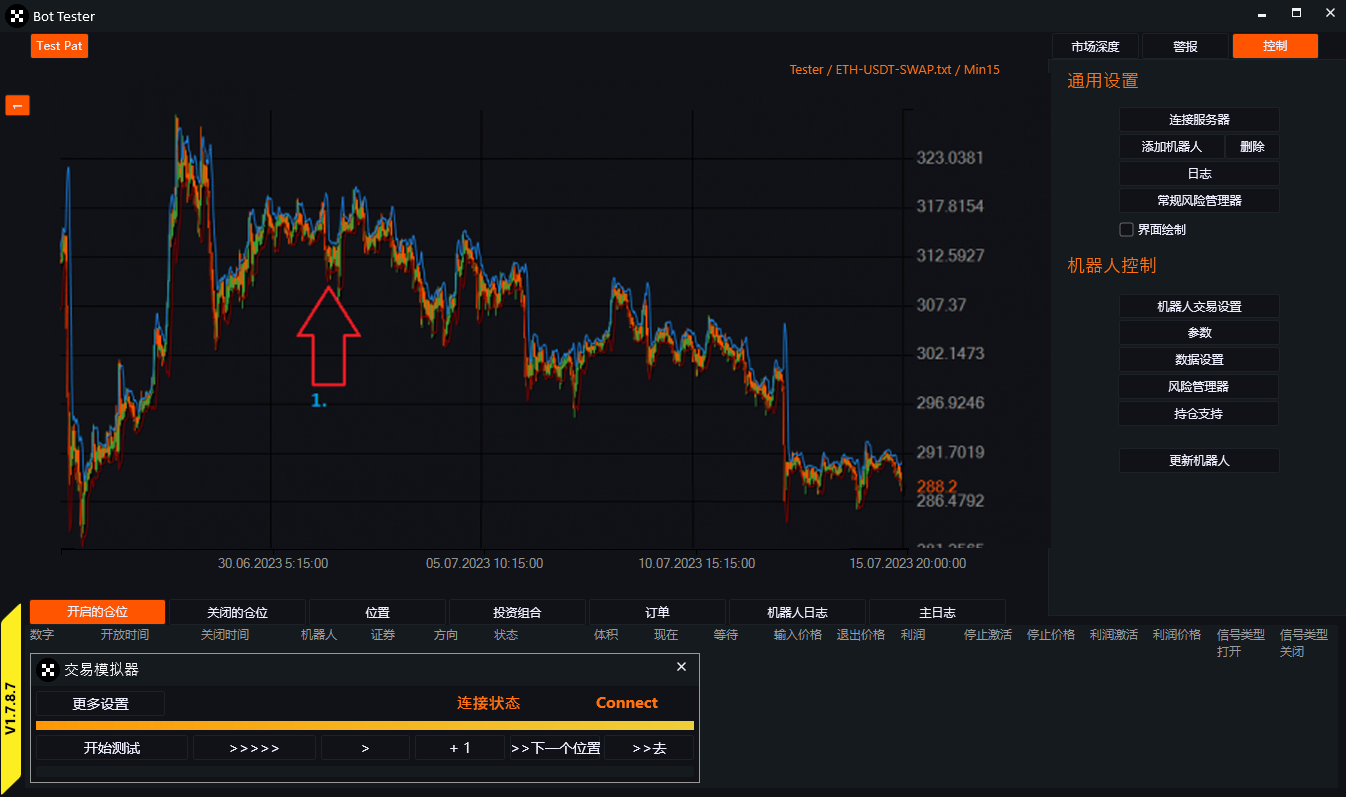 Bot Tester
Test Pat
市场深度 警报 控制
Tester / ETH-USDT-SWAP.txt / Min15
通用设置
1
连接服务器
添加机器人 删除
日志
常规风险管理器
界面绘制
机器人控制
机器人交易设置
参数
数据设置
风险管理器
持仓支持
更新机器人
323.0381
317.8154
312.5927
307.37
302.1473
296.9246
291.7019
288.2
286.4792
1.
30.06.2023 5:15:00 05.07.2023 10:15:00 10.07.2023 15:15:00 15.07.2023 20:00:00
开启的仓位 关闭的仓位 位置 投资组合 订单 机器人日志 主日志
数字 开放时间 关闭时间 机器人 证券 方向 状态 体积 现在 等待 输入价格 退出价格 利润 停止激活 停止价格 利润激活 利润价格 信号类型 信号类型
打开 关闭
交易模拟器
更多设置 连接状态 Connect
开始测试 >>>>> > + 1 >>下一个位置 >>去
V1.7.8.7